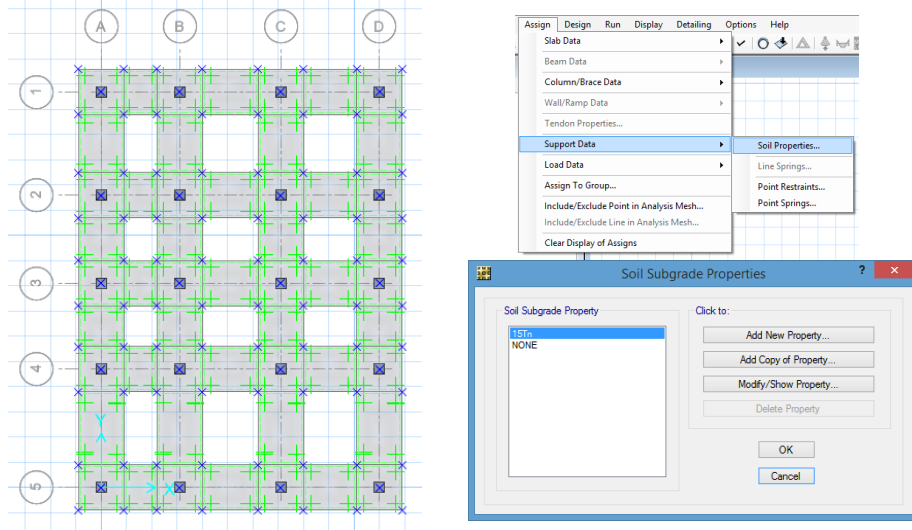 A B C D
1
2
3
4
Y
5
X
Assign Design Run Display Detailing Options Help
Slab Data
Beam Data
Column/Brace Data
Wall/Ramp Data
Tendon Properties...
Support Data
Load Data
Assign To Group...
Include/Exclude Point in Analysis Mesh...
Include/Exclude Line in Analysis Mesh...
Clear Display of Assigns
Soil Properties...
Line Springs...
Point Restraints...
Point Springs...
Soil Subgrade Properties
?
Soil Subgrade Property
15Tn
NONE
Click to:
Add New Property...
Add Copy of Property...
Modify/Show Property...
Delete Property
OK
Cancel